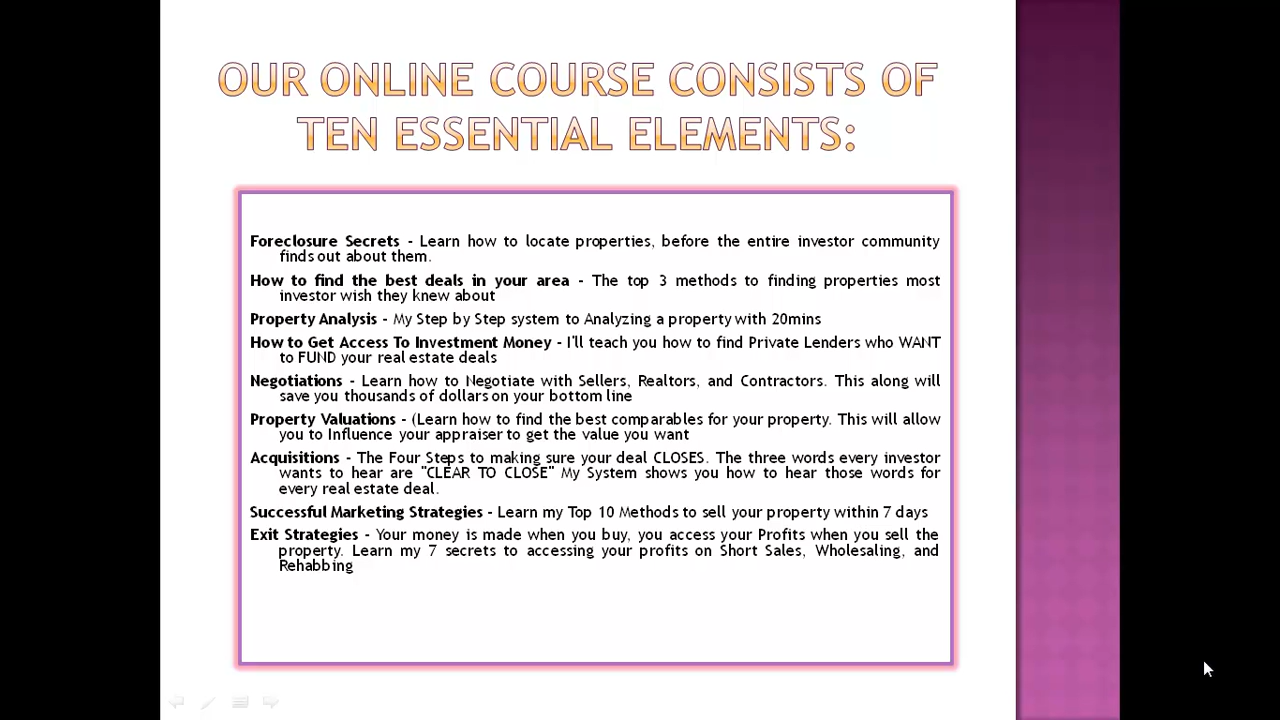 OUR ONLINE COURSE CONSISTS OF
TEN ESSENTIAL ELEMENTS:
Foreclosure Secrets - Learn how to locate properties, before the entire investor community
finds out about them.
How to find the best deals in your area - The top 3 methods to finding properties most
investor wish they knew about
Property Analysis - My Step by Step system to Analyzing a property with 20mins
How to Get Access To Investment Money - I'll teach you how to find Private Lenders who WANT
to FUND your real estate deals
Negotiations - Learn how to Negotiate with Sellers, Realtors, and Contractors. This along will
save you thousands of dollars on your bottom line
Property Valuations - (Learn how to find the best comparables for your property. This will allow
you to Influence your appraiser to get the value you want
Acquisitions - The Four Steps to making sure your deal CLOSES. The three words every investor
wants to hear are "CLEAR TO CLOSE" My System shows you how to hear those words for
every real estate deal.
Successful Marketing Strategies - Learn my Top 10 Methods to sell your property within 7 days
Exit Strategies - Your money is made when you buy, you access your Profits when you sell the
property. Learn my 7 secrets to accessing your profits on Short Sales, Wholesaling, and
Rehabbing